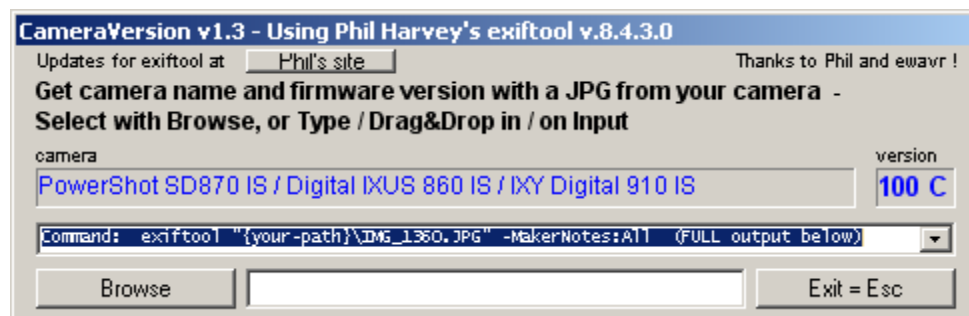 CameraVersion v1.3 - Using Phil Harvey's exiftool v.8.4.3.0
Updates for exiftool at Phil's site Thanks to Phil and ewavr !
Get camera name and firmware version with a JPG from your camera -
Select with Browse, or Type / Drag&Drop in / on Input
camera version
PowerShot SD870 IS / Digital IXUS 860 IS / IXY Digital 910 IS 100 C
Command: exiftool "{your-path}\IMG_1360.JPG" -MakerNotes:All (FULL output below)
Browse Exit = Esc